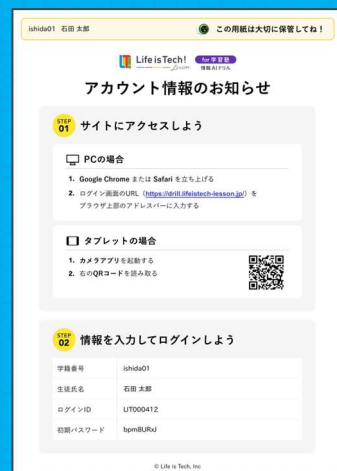 ishida01 石田 太郎
この用紙は大切に保管してね！
Life is Tech! Lesson
for 学習塾
情報AIドリル
アカウント情報のお知らせ
STEP 01 サイトにアクセスしよう
PCの場合
1. Google Chrome または Safari を立ち上げる
2. ログイン画面のURL（https://drill.lifeistech-lesson.jp/）を
ブラウザ上部のアドレスバーに入力する
タブレットの場合
1. カメラアプリを起動する
2. 右のQRコードを読み取る
STEP 02 情報を入力してログインしよう
学籍番号 ishida01
生徒氏名 石田 太郎
ログインID LIT000412
初期パスワード bpmBURxJ
© Life is Tech, Inc